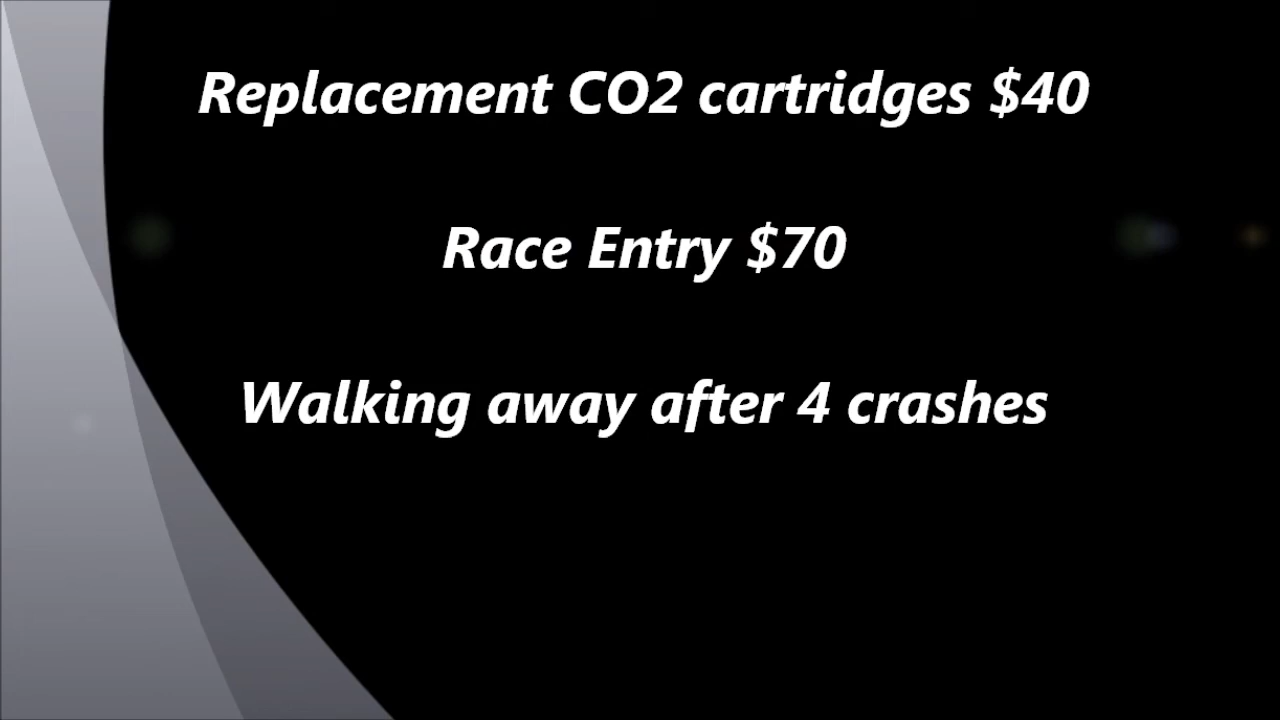 Replacement CO2 cartridges $40
Race Entry $70
Walking away after 4 crashes